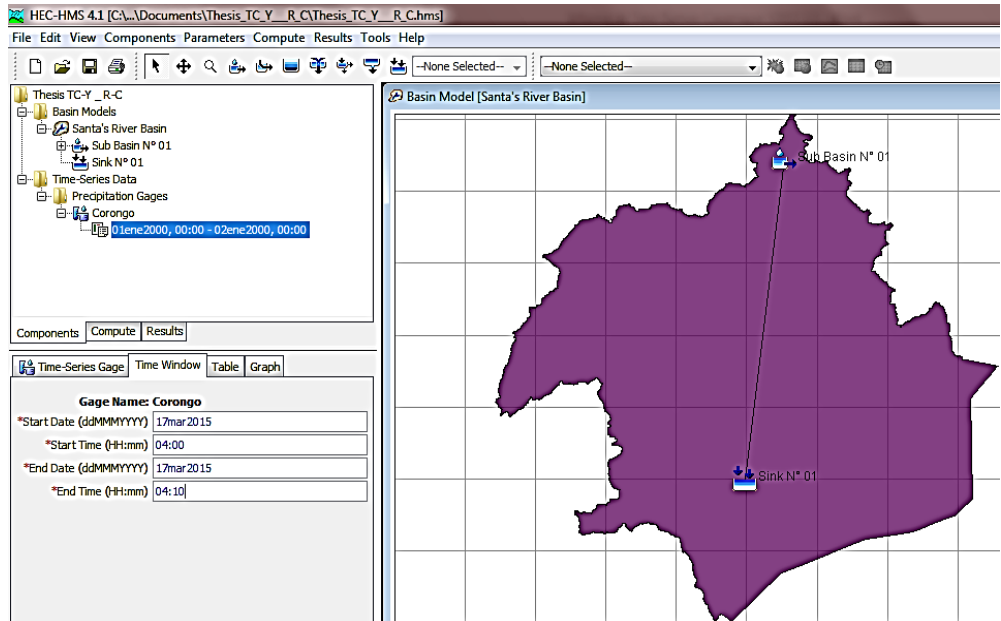 HEC-HMS 4.1 [C:\...\Documents\Thesis_TC_Y__R_C\Thesis_TC_Y__R_C.hms]
File Edit View Components Parameters Compute Results Tools Help
--None Selected-- --None Selected--
Thesis TC-Y _ R-C
Basin Models
Santa's River Basin
Sub Basin N° 01
Sink N° 01
Time-Series Data
Precipitation Gages
Corongo
01ene2000, 00:00 - 02ene2000, 00:00
Components Compute Results
Time-Series Gage Time Window Table Graph
Gage Name: Corongo
*Start Date (ddMMMYYYY) 17mar2015
*Start Time (HH:mm) 04:00
*End Date (ddMMMYYYY) 17mar2015
*End Time (HH:mm) 04:10
Basin Model [Santa's River Basin]
Sub Basin N° 01
Sink N° 01